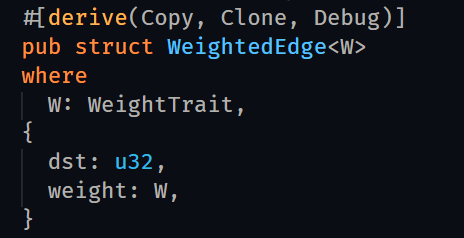 #[derive(Copy, Clone, Debug)]
pub struct WeightedEdge<W>
where
  W: WeightTrait,
{
  dst: u32,
  weight: W,
}